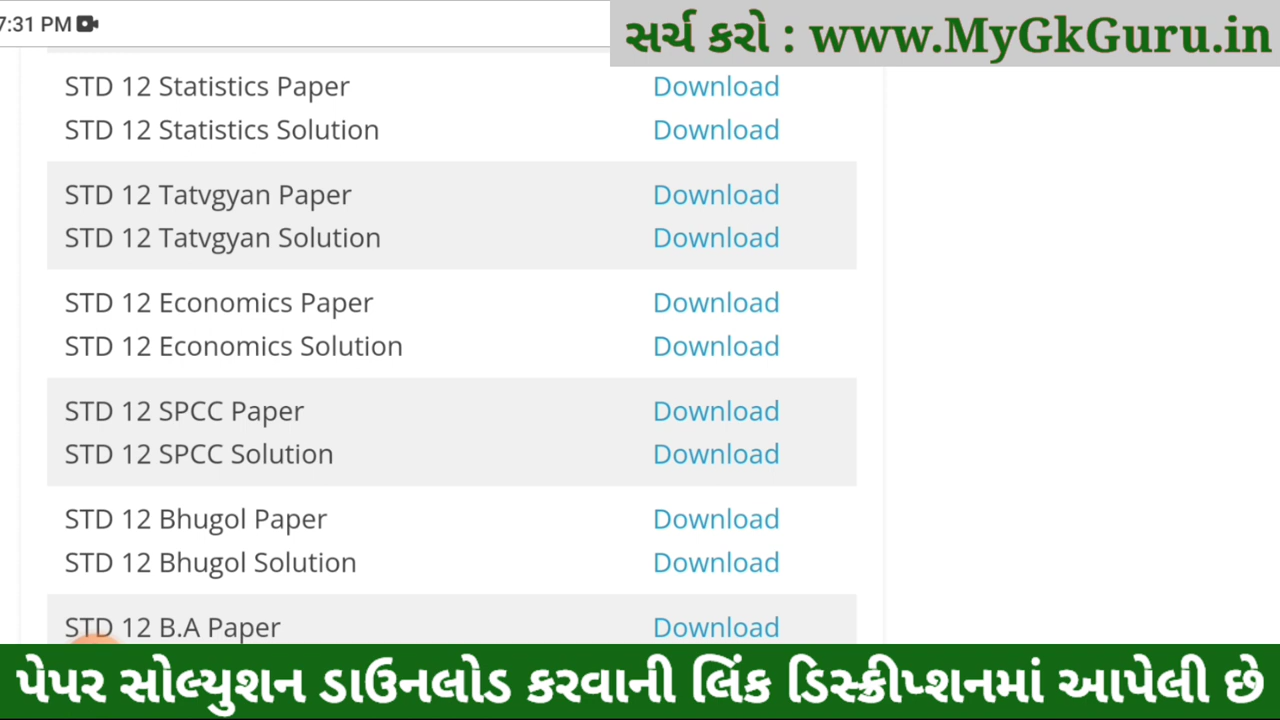 7:31 PM
સર્ચ કરો : www.MyGkGuru.in
STD 12 Statistics Paper Download
STD 12 Statistics Solution Download
STD 12 Tatvgyan Paper Download
STD 12 Tatvgyan Solution Download
STD 12 Economics Paper Download
STD 12 Economics Solution Download
STD 12 SPCC Paper Download
STD 12 SPCC Solution Download
STD 12 Bhugol Paper Download
STD 12 Bhugol Solution Download
STD 12 B.A Paper Download
પેપર સોલ્યુશન ડાઉનલોડ કરવાની લિંક ડિસ્ક્રીપ્શનમાં આપેલી છે